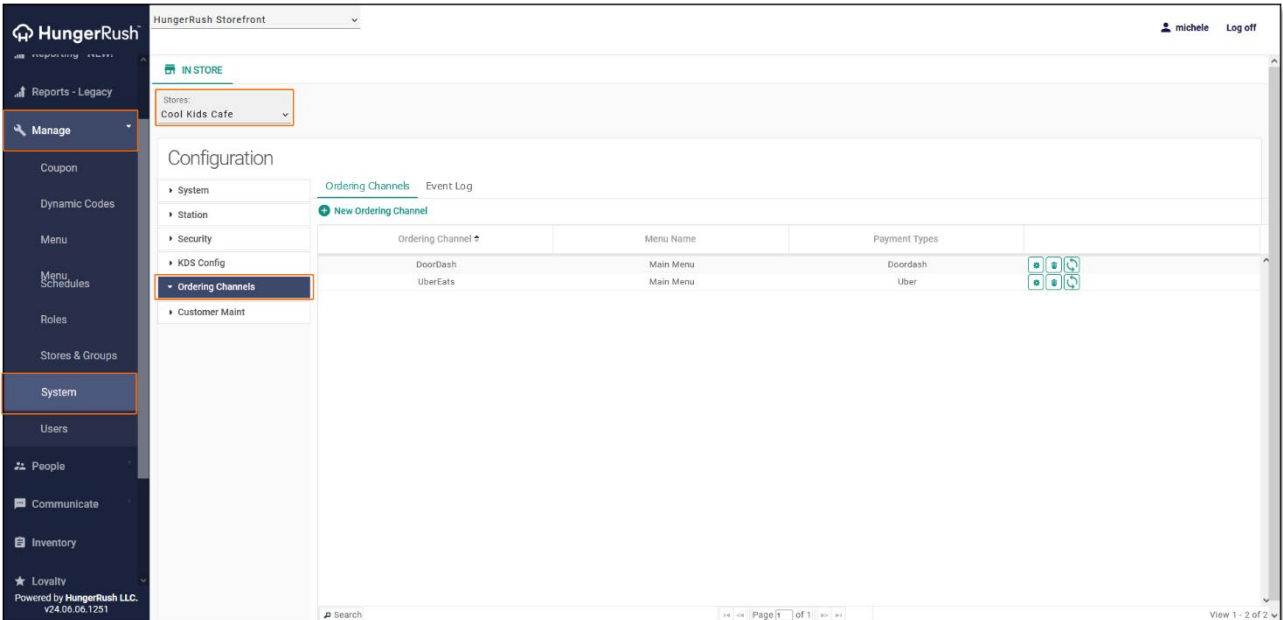 HungerRush
HungerRush Storefront
michele Log off
Reporting - NEW!
Reports - Legacy
Manage
Coupon
Dynamic Codes
Menu
Menu
Schedules
Roles
Stores & Groups
System
Users
People
Communicate
Inventory
Loyalty
Powered by HungerRush LLC.
v24.06.06.1251
IN STORE
Stores:
Cool Kids Cafe
Configuration
System
Station
Security
KDS Config
Ordering Channels
Customer Maint
Ordering Channels Event Log
New Ordering Channel
Ordering Channel Menu Name Payment Types
DoorDash Main Menu Doordash
UberEats Main Menu Uber
Search Page 1 of 1 View 1 - 2 of 2